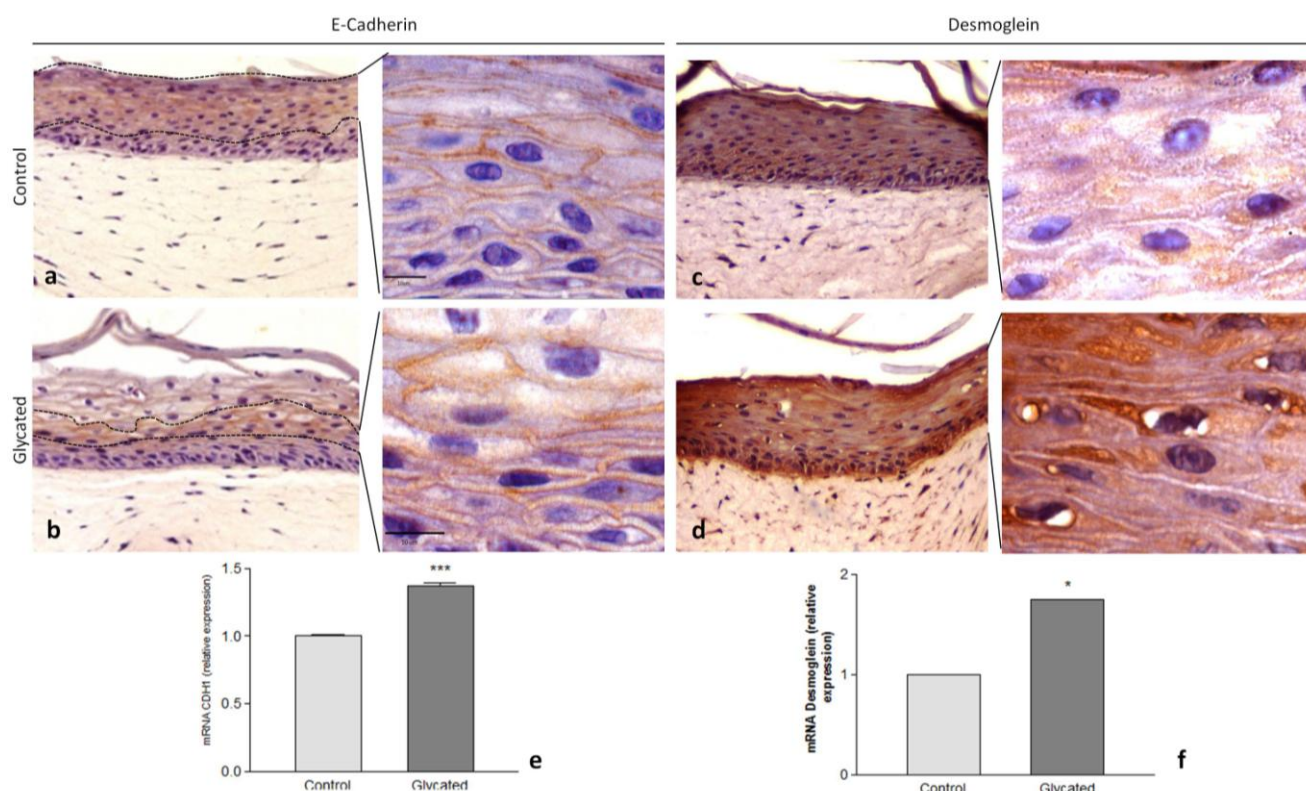 E-Cadherin
Desmoglein
Control
a
c
Glycated
b
d
mRNA CDH1 (relative expression)
1.5
1.0
0.5
0.0
***
Control
Glycated
e
mRNA Desmoglein (relative
expression)
2
1
0
*
Control
Glycated
f